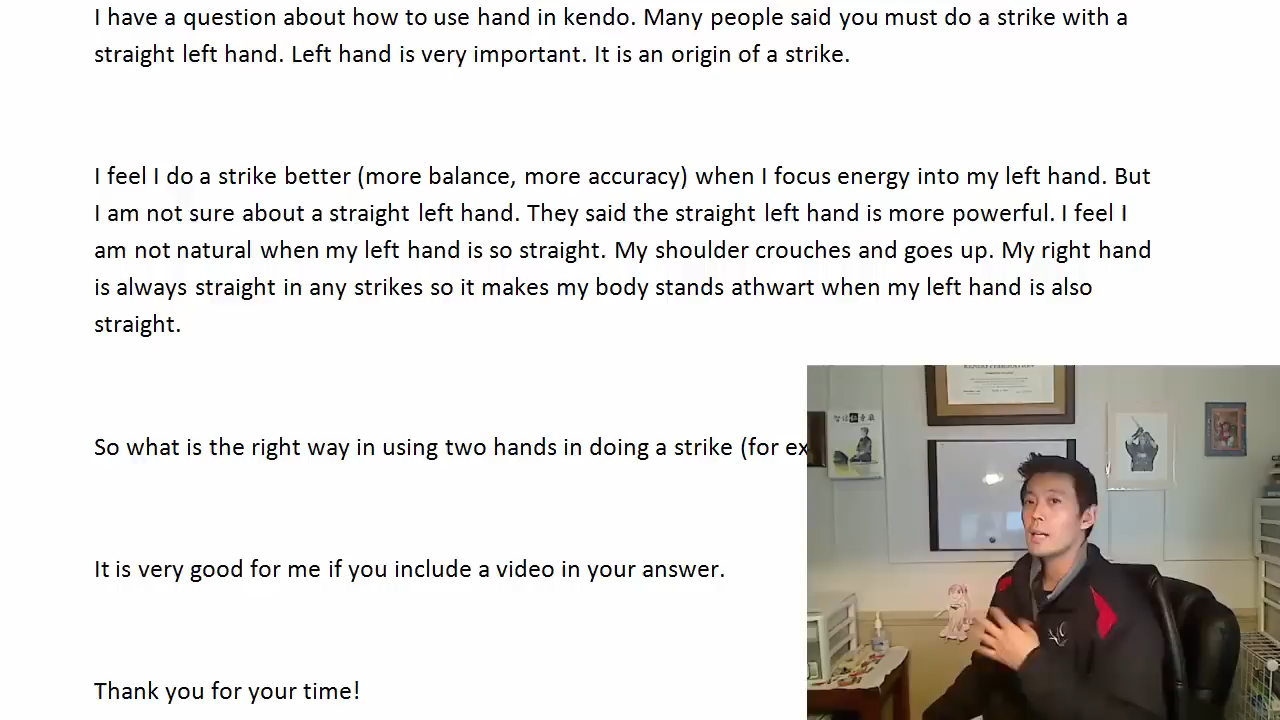 I have a question about how to use hand in kendo. Many people said you must do a strike with a
straight left hand. Left hand is very important. It is an origin of a strike.
I feel I do a strike better (more balance, more accuracy) when I focus energy into my left hand. But
I am not sure about a straight left hand. They said the straight left hand is more powerful. I feel I
am not natural when my left hand is so straight. My shoulder crouches and goes up. My right hand
is always straight in any strikes so it makes my body stands athwart when my left hand is also
straight.
So what is the right way in using two hands in doing a strike (for ex
It is very good for me if you include a video in your answer.
Thank you for your time!